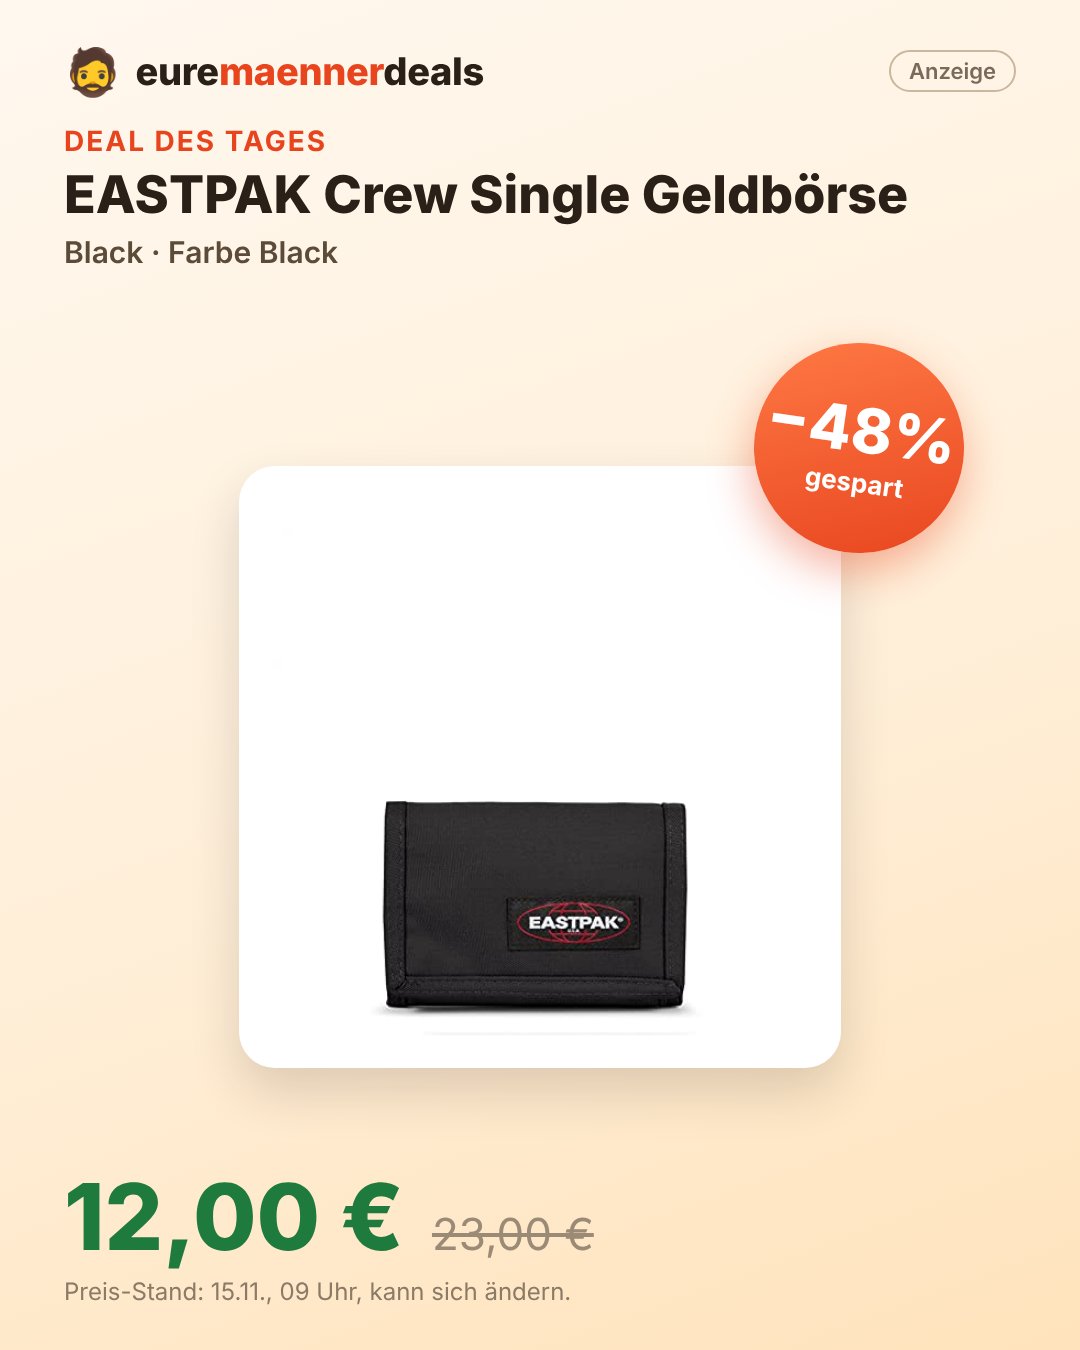 euremaennerdeals
Anzeige
DEAL DES TAGES
EASTPAK Crew Single Geldbörse
Black · Farbe Black
−48%
gespart
EASTPAK®
USA
12,00 € 23,00 €
Preis-Stand: 15.11., 09 Uhr, kann sich ändern.